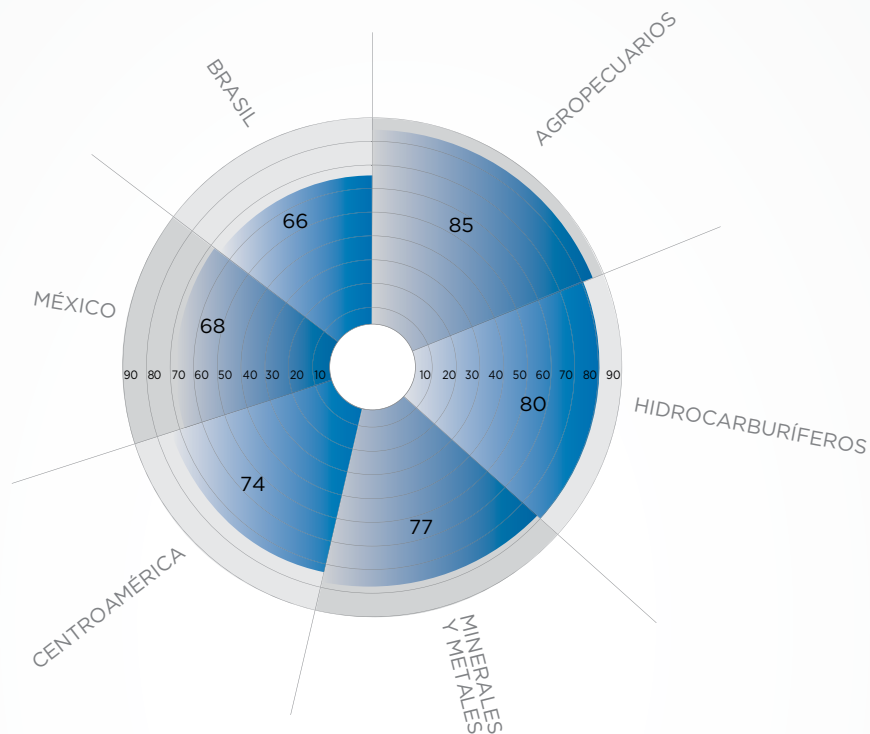 BRASIL
AGROPECUARIOS
66
85
MÉXICO
68
90 80 70 60 50 40 30 20 10
10 20 30 40 50 60 70 80 90
80
HIDROCARBURÍFEROS
74
77
CENTROAMÉRICA
MINERALES
Y METALES